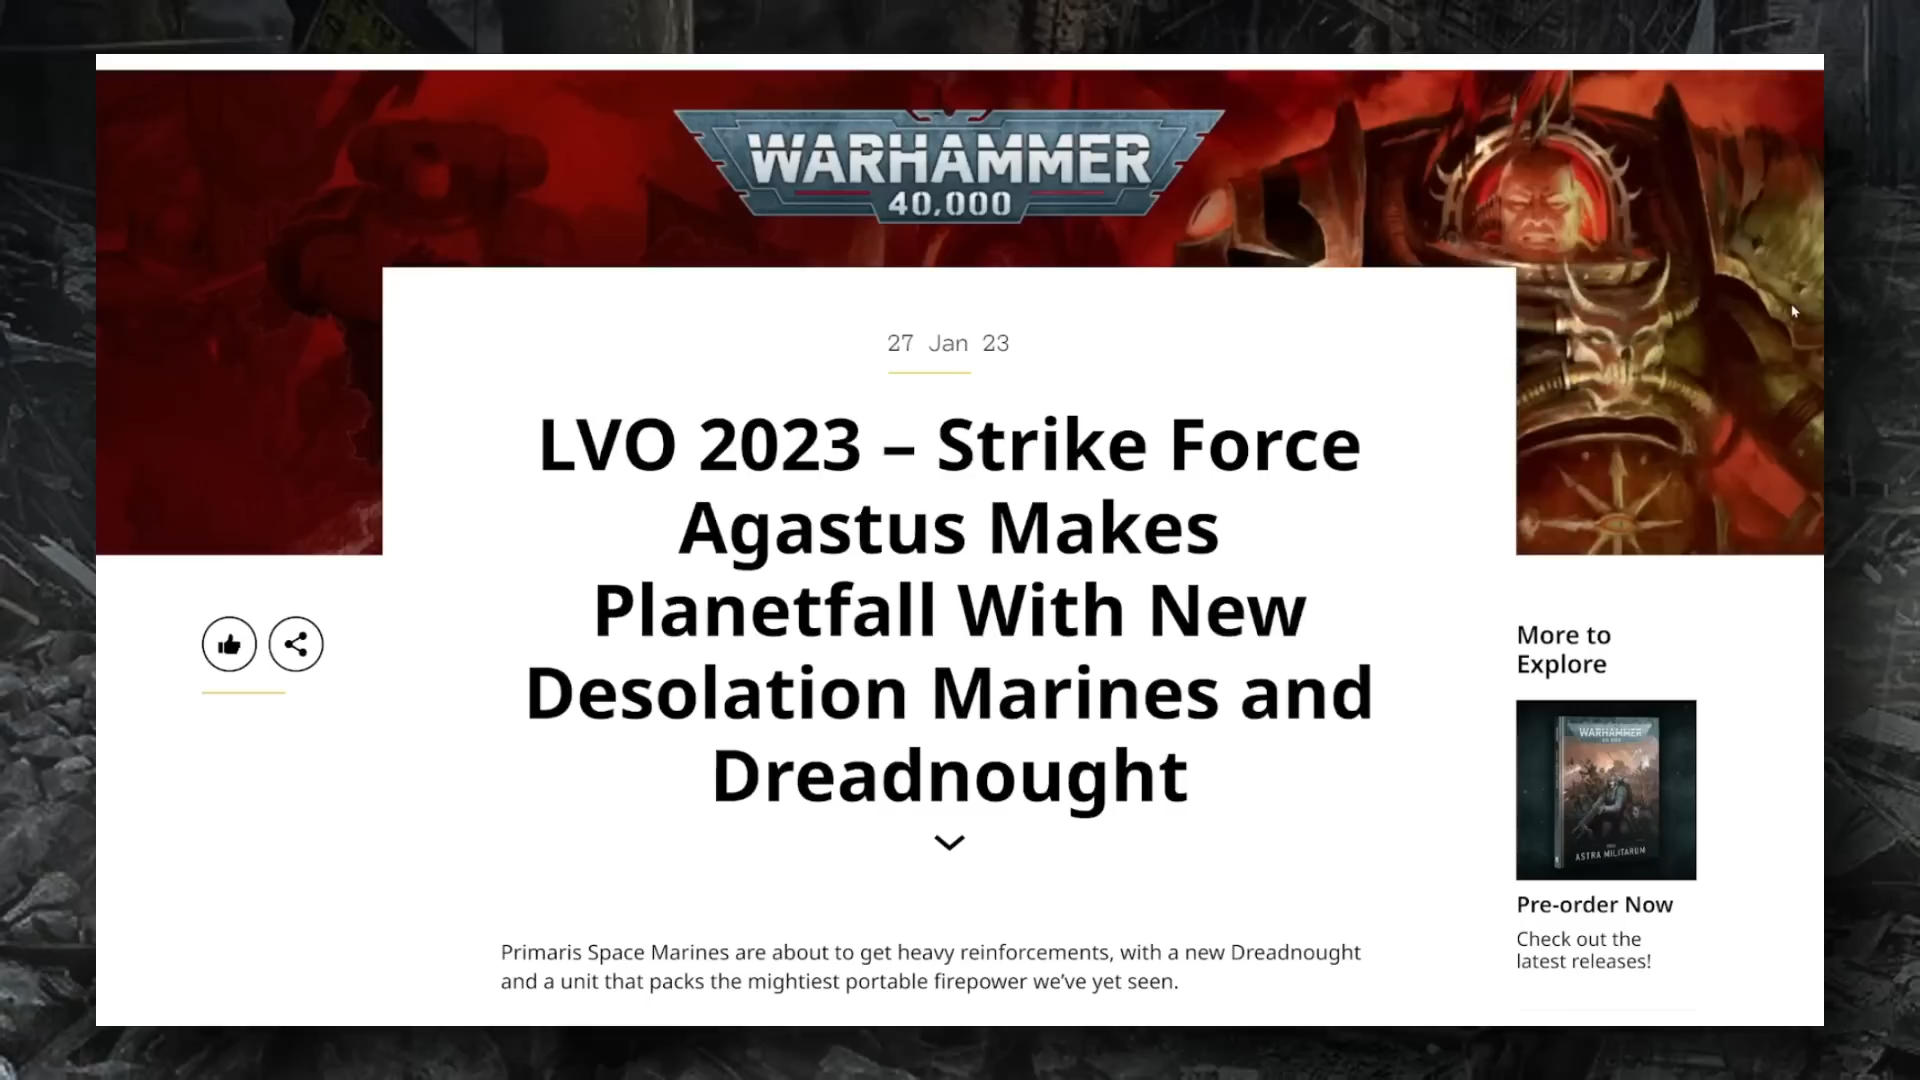 WARHAMMER
40,000
27 Jan 23
LVO 2023 – Strike Force
Agastus Makes
Planetfall With New
Desolation Marines and
Dreadnought
Primaris Space Marines are about to get heavy reinforcements, with a new Dreadnought
and a unit that packs the mightiest portable firepower we’ve yet seen.
More to
Explore
WARHAMMER
40,000
ASTRA MILITARUM
Pre-order Now
Check out the
latest releases!